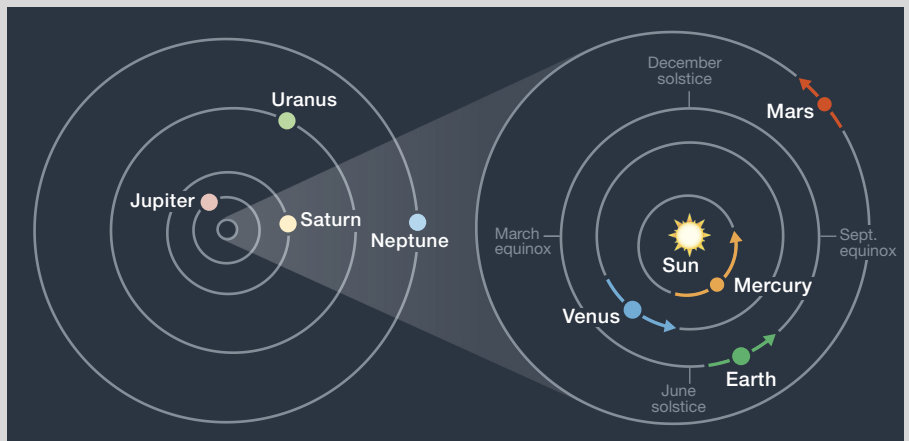 Uranus
Jupiter
Saturn
Neptune
December
solstice
Mars
March
equinox
Sept.
equinox
Sun
Mercury
Venus
Earth
June
solstice